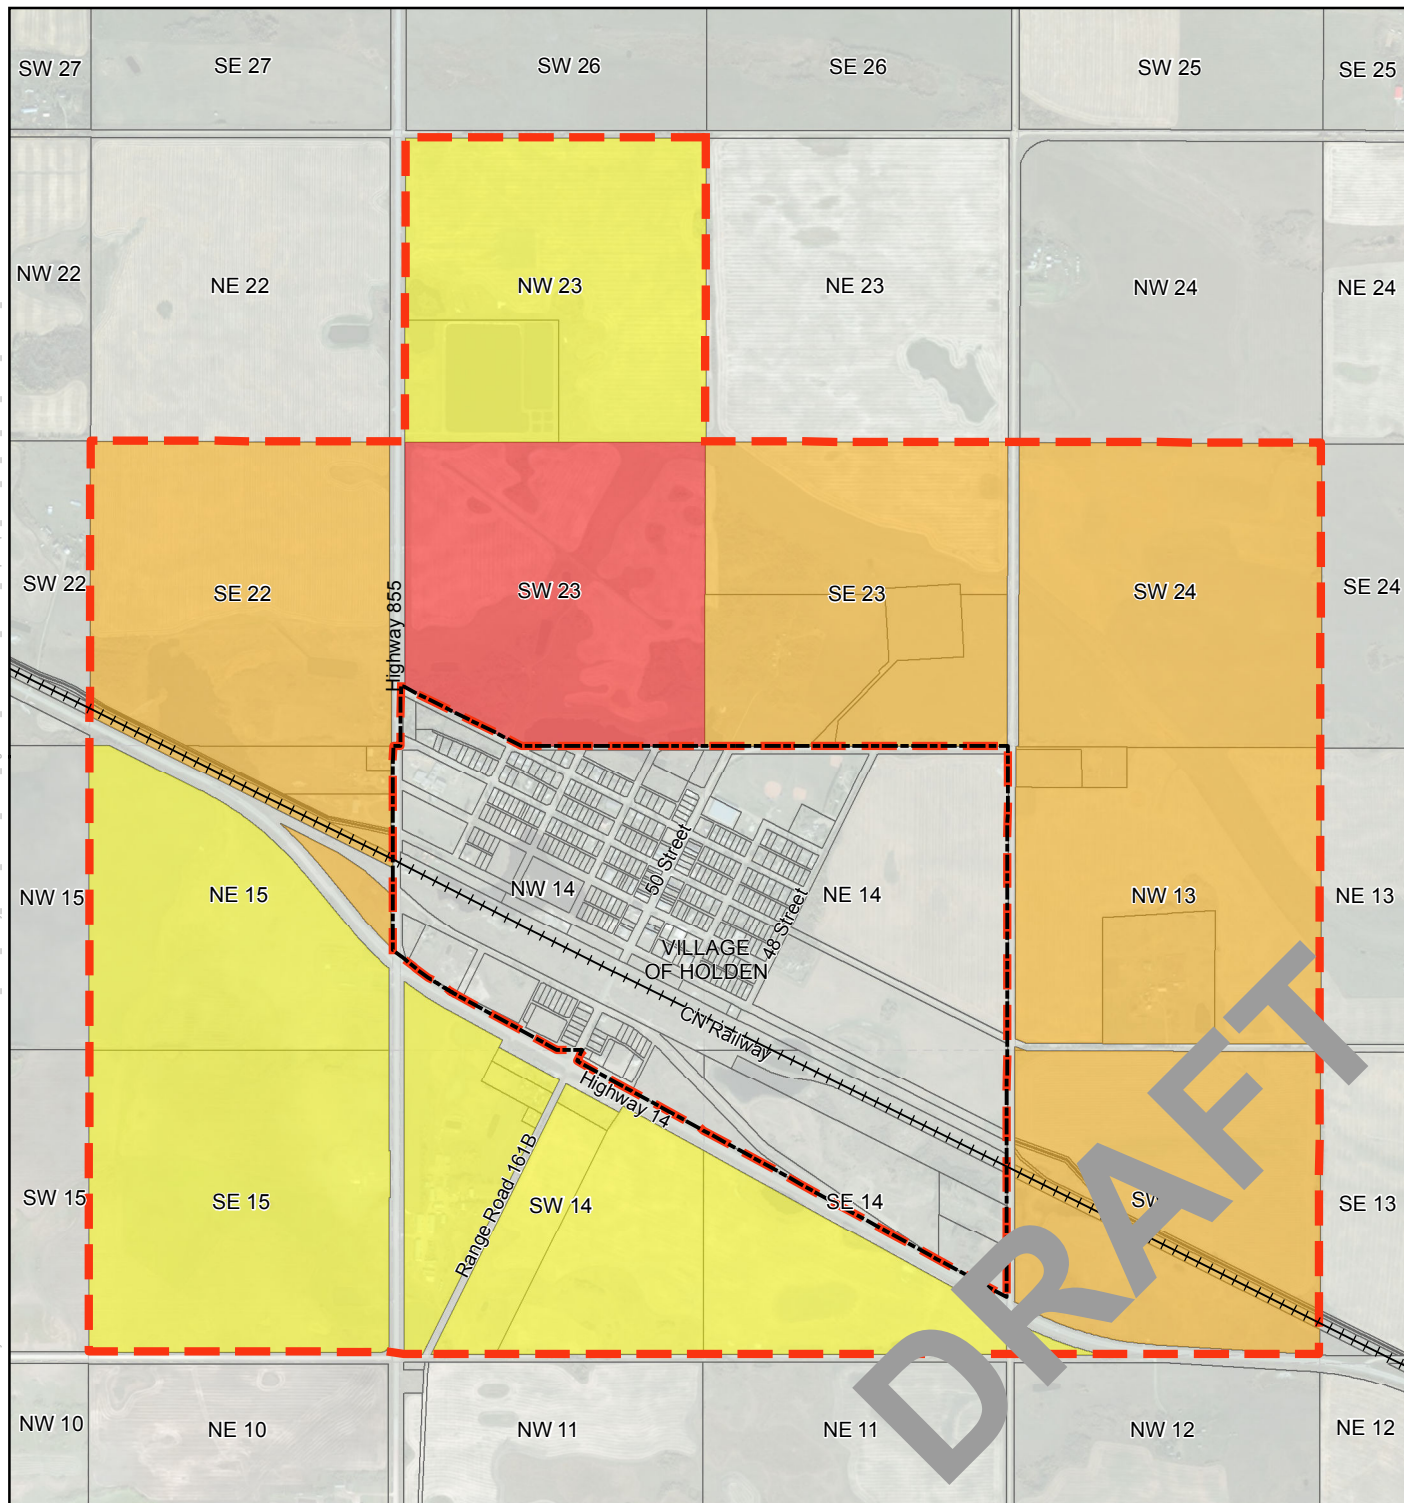 SW 27
SE 27
SW 26
SE 26
SW 25
SE 25
NW 22
NE 22
NW 23
NE 23
NW 24
NE 24
SW 22
SE 22
Highway 855
SW 23
SE 23
SW 24
SE 24
NW 15
NE 15
NW 14
50 Street
48 Street
NE 14
NW 13
NE 13
VILLAGE
OF HOLDEN
CN Railway
Highway 14
Range Road 161B
SW 15
SE 15
SW 14
SE 14
SW
SE 13
DRAFT
NW 10
NE 10
NW 11
NE 11
NW 12
NE 12